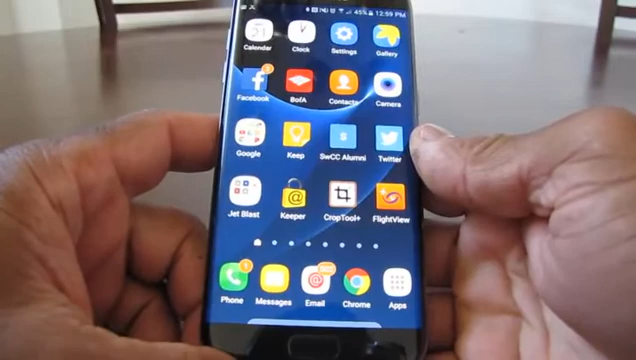 45% 12:59 PM
21
Calendar Clock Settings Gallery
Facebook BofA Contacts Camera
S
Google Keep SwCC Alumni Twitter
Jet Blast Keeper CropTool+ FlightView
1
Phone Messages Email Chrome Apps